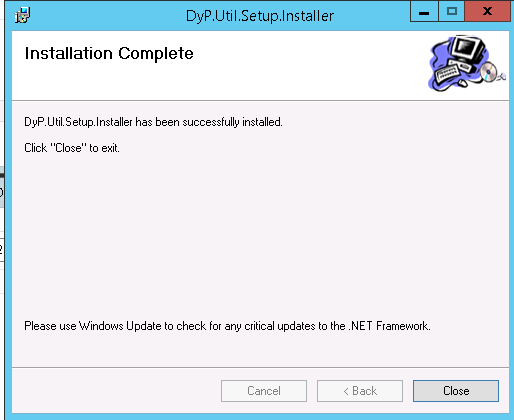 DyP.Util.Setup.Installer
Installation Complete
DyP.Util.Setup.Installer has been successfully installed.
Click "Close" to exit.
Please use Windows Update to check for any critical updates to the .NET Framework.
Cancel
< Back
Close